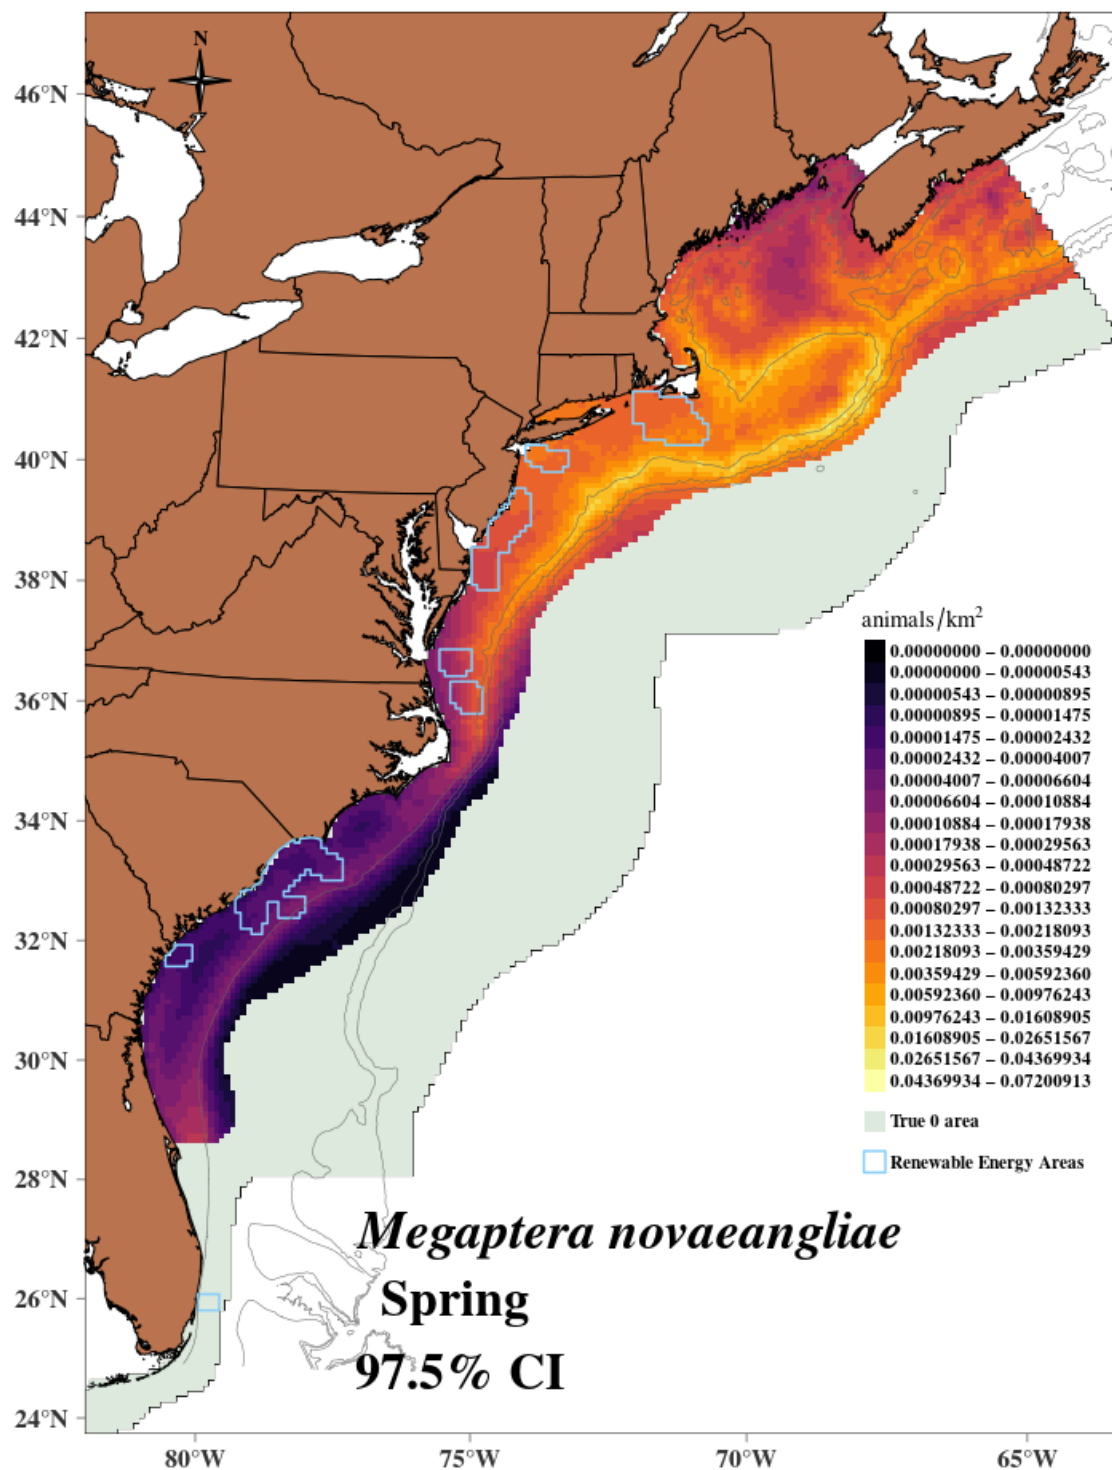 N
46°N
44°N
42°N
40°N
38°N
36°N
34°N
32°N
30°N
28°N
26°N
24°N
80°W
75°W
70°W
65°W
animals/km²
0.00000000 – 0.00000000
0.00000000 – 0.00000543
0.00000543 – 0.00000895
0.00000895 – 0.00001475
0.00001475 – 0.00002432
0.00002432 – 0.00004007
0.00004007 – 0.00006604
0.00006604 – 0.00010884
0.00010884 – 0.00017938
0.00017938 – 0.00029563
0.00029563 – 0.00048722
0.00048722 – 0.00080297
0.00080297 – 0.00132333
0.00132333 – 0.00218093
0.00218093 – 0.00359429
0.00359429 – 0.00592360
0.00592360 – 0.00976243
0.00976243 – 0.01608905
0.01608905 – 0.02651567
0.02651567 – 0.04369934
0.04369934 – 0.07200913
True 0 area
Renewable Energy Areas
Megaptera novaeangliae
Spring
97.5% CI